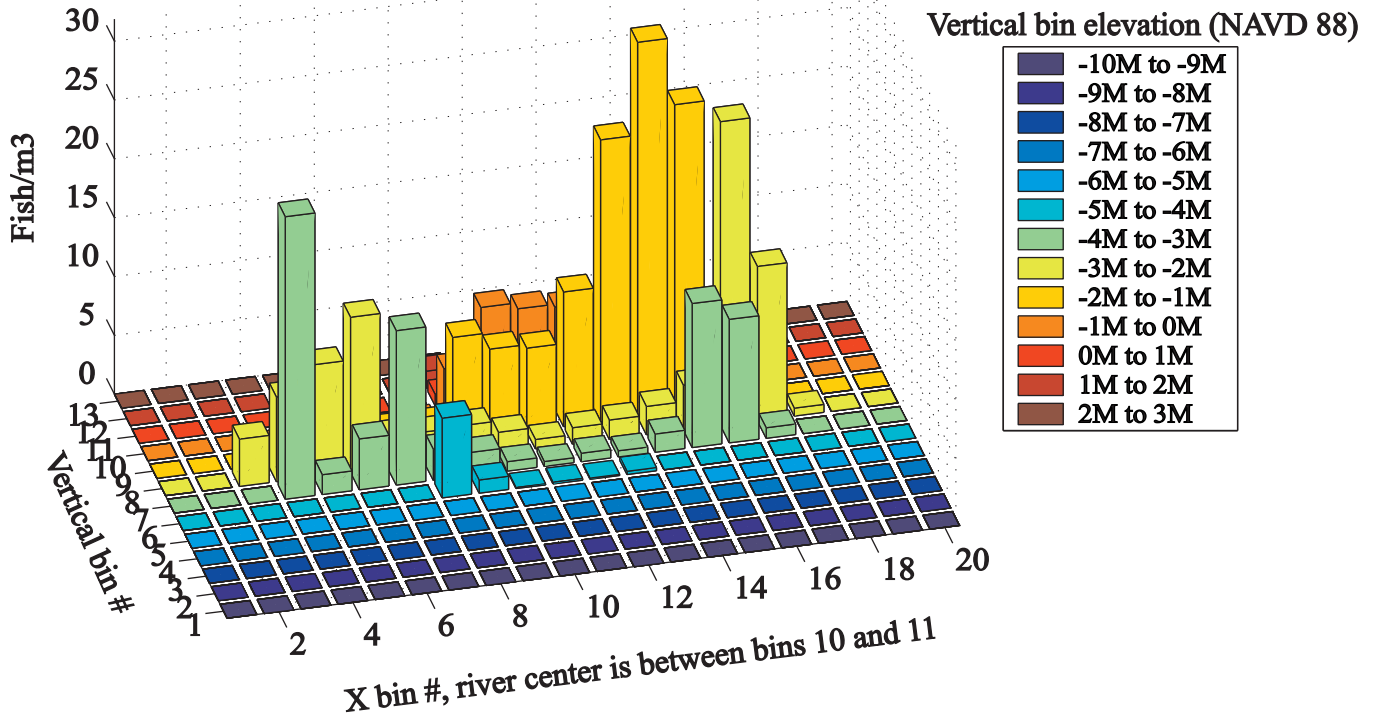 30
25
20
15
10
5
0
Fish/m3
13
12
11
10
9
8
7
6
5
4
3
2
1
Vertical bin #
2
4
6
8
10
12
14
16
18
20
X bin #, river center is between bins 10 and 11
Vertical bin elevation (NAVD 88)
-10M to -9M
-9M to -8M
-8M to -7M
-7M to -6M
-6M to -5M
-5M to -4M
-4M to -3M
-3M to -2M
-2M to -1M
-1M to 0M
0M to 1M
1M to 2M
2M to 3M